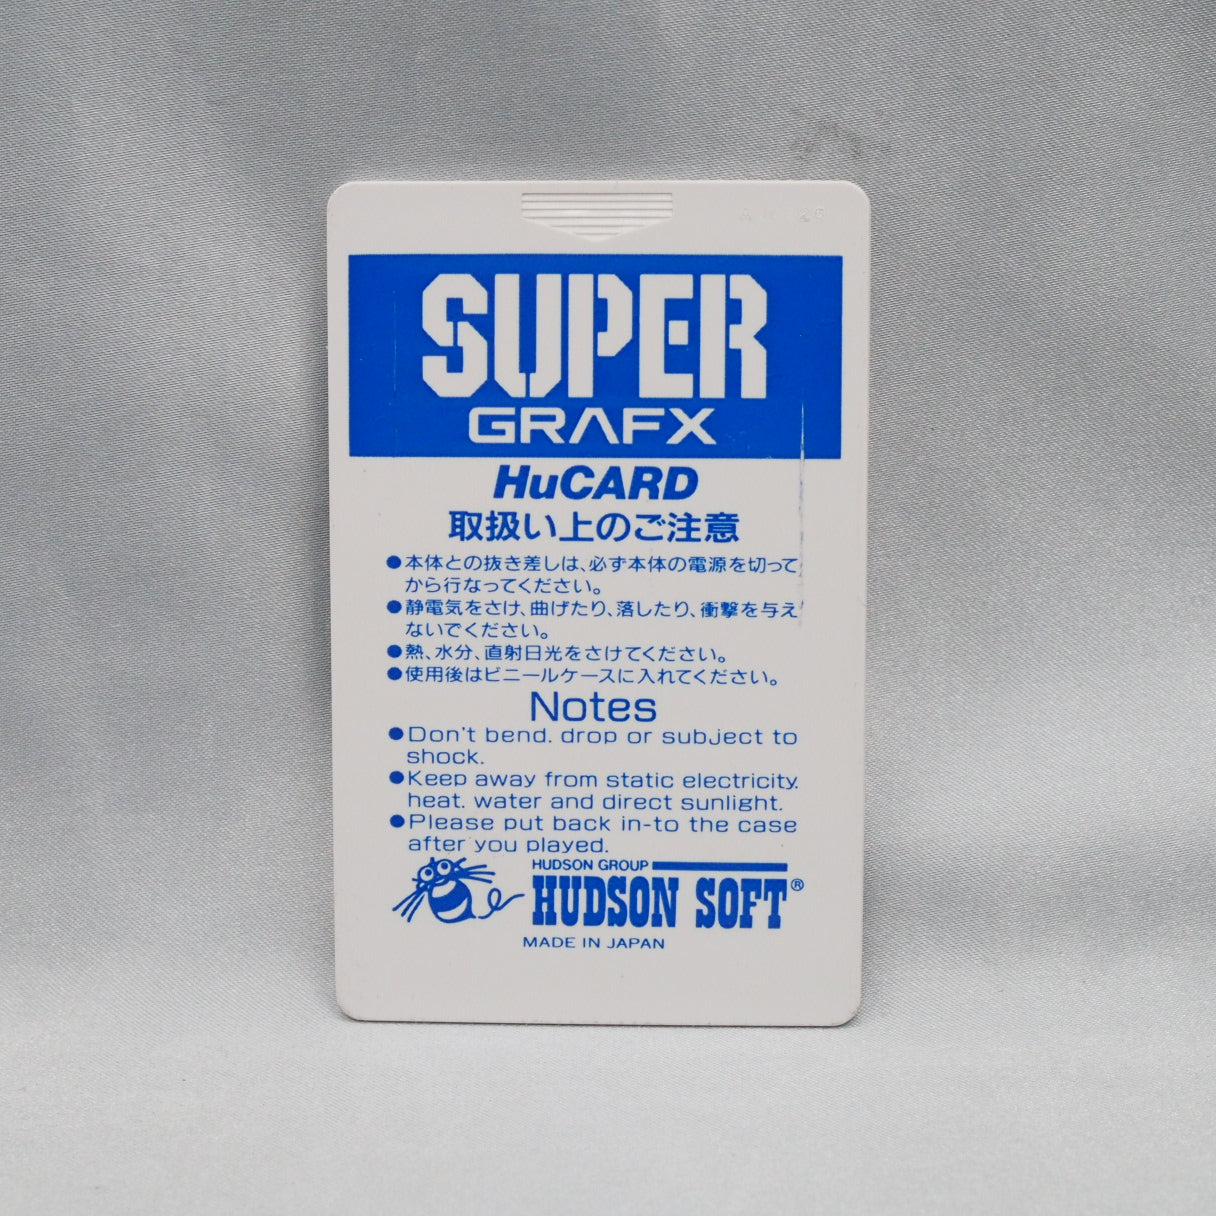 SUPER
GRAFX
HuCARD
取扱い上のご注意
●本体との抜き差しは、必ず本体の電源を切って
から行なってください。
●静電気をさけ、曲げたり、落したり、衝撃を与え
ないでください。
●熱、水分、直射日光をさけてください。
●使用後はビニールケースに入れてください。
Notes
●Don't bend. drop or subject to
shock.
●Keep away from static electricity.
heat. water and direct sunlight.
●Please put back in-to the case
after you played.
HUDSON GROUP
HUDSON SOFT®
MADE IN JAPAN